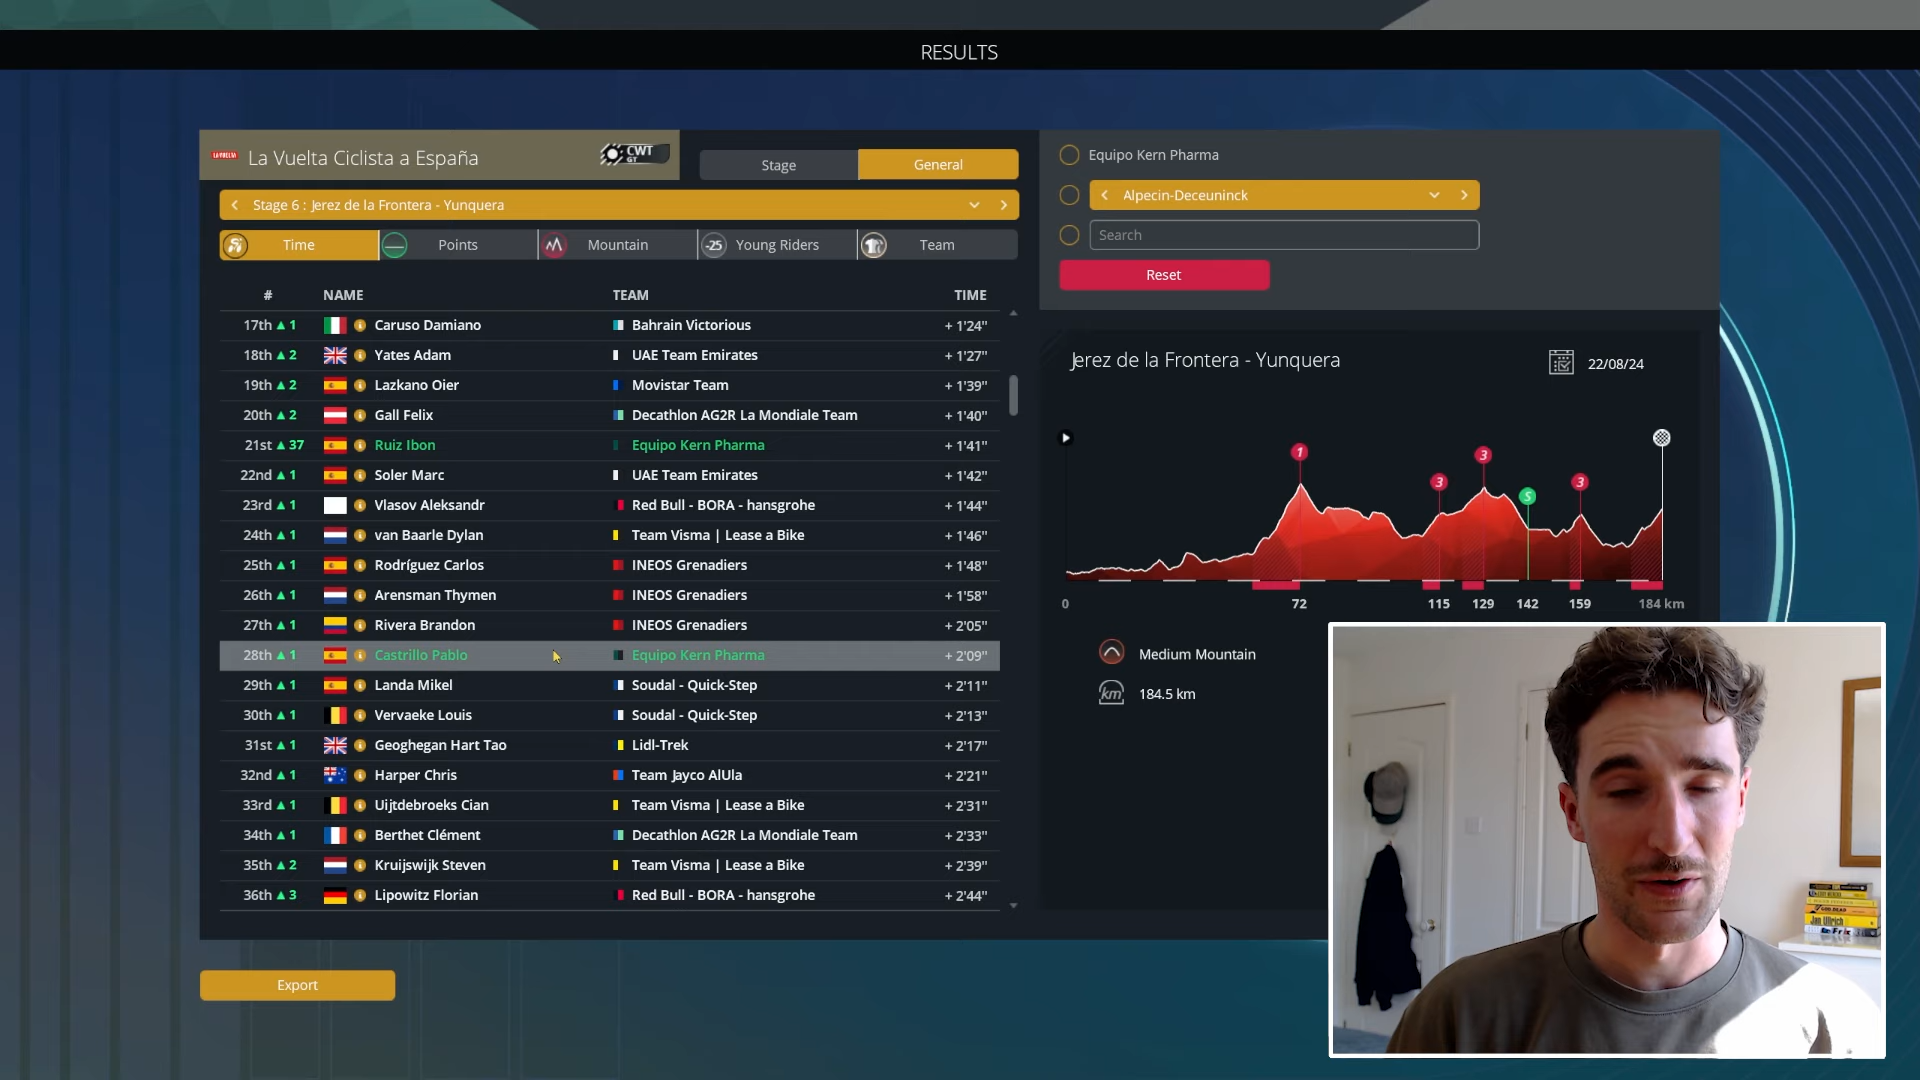 RESULTS
LA VUELTA
La Vuelta Ciclista a España
CWT
GT
Stage
General
Stage 6 : Jerez de la Frontera - Yunquera
Time
Points
Mountain
-25 Young Riders
Team
# NAME TEAM TIME
17th ▲ 1 Caruso Damiano Bahrain Victorious + 1'24''
18th ▲ 2 Yates Adam UAE Team Emirates + 1'27''
19th ▲ 2 Lazkano Oier Movistar Team + 1'39''
20th ▲ 2 Gall Felix Decathlon AG2R La Mondiale Team + 1'40''
21st ▲ 37 Ruiz Ibon Equipo Kern Pharma + 1'41''
22nd ▲ 1 Soler Marc UAE Team Emirates + 1'42''
23rd ▲ 1 Vlasov Aleksandr Red Bull - BORA - hansgrohe + 1'44''
24th ▲ 1 van Baarle Dylan Team Visma | Lease a Bike + 1'46''
25th ▲ 1 Rodríguez Carlos INEOS Grenadiers + 1'48''
26th ▲ 1 Arensman Thymen INEOS Grenadiers + 1'58''
27th ▲ 1 Rivera Brandon INEOS Grenadiers + 2'05''
28th ▲ 1 Castrillo Pablo Equipo Kern Pharma + 2'09''
29th ▲ 1 Landa Mikel Soudal - Quick-Step + 2'11''
30th ▲ 1 Vervaeke Louis Soudal - Quick-Step + 2'13''
31st ▲ 1 Geoghegan Hart Tao Lidl-Trek + 2'17''
32nd ▲ 1 Harper Chris Team Jayco AlUla + 2'21''
33rd ▲ 1 Uijtdebroeks Cian Team Visma | Lease a Bike + 2'31''
34th ▲ 1 Berthet Clément Decathlon AG2R La Mondiale Team + 2'33''
35th ▲ 2 Kruijswijk Steven Team Visma | Lease a Bike + 2'39''
36th ▲ 3 Lipowitz Florian Red Bull - BORA - hansgrohe + 2'44''
Export
Equipo Kern Pharma
Alpecin-Deceuninck
Search
Reset
Jerez de la Frontera - Yunquera
22/08/24
1 3 3 S 3
0 72 115 129 142 159 184 km
Medium Mountain
km 184.5 km
Jan Ullrich